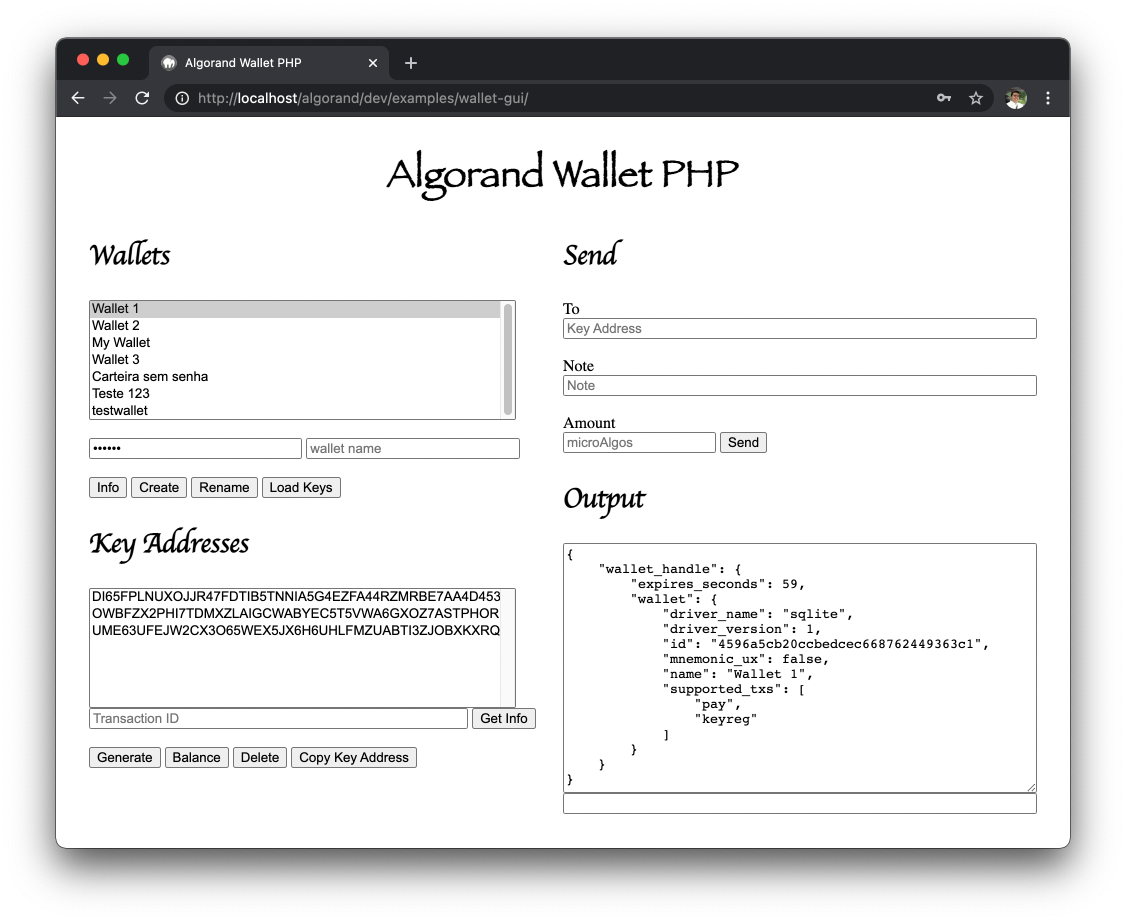 Algorand Wallet PHP
http://localhost/algorand/dev/examples/wallet-gui/
Algorand Wallet PHP
Wallets
Wallet 1
Wallet 2
My Wallet
Wallet 3
Carteira sem senha
Teste 123
testwallet
•••••• wallet name
Info Create Rename Load Keys
Key Addresses
DI65FPLNUXOJJR47FDTIB5TNNIA5G4EZFA44RZMRBE7AA4D453
OWBFZX2PHI7TDMXZLAIGCWABYEC5T5VWA6GXOZ7ASTPHOR
UME63UFEJW2CX3O65WEX5JX6H6UHLFMZUABTI3ZJOBXKXRQ
Transaction ID Get Info
Generate Balance Delete Copy Key Address
Send
To
Key Address
Note
Note
Amount
microAlgos Send
Output
{
    "wallet_handle": {
        "expires_seconds": 59,
        "wallet": {
            "driver_name": "sqlite",
            "driver_version": 1,
            "id": "4596a5cb20ccbedcec668762449363c1",
            "mnemonic_ux": false,
            "name": "Wallet 1",
            "supported_txs": [
                "pay",
                "keyreg"
            ]
        }
    }
}